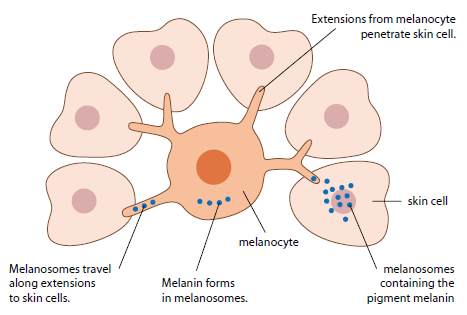 Extensions from melanocyte
penetrate skin cell.
skin cell
melanocyte
Melanosomes travel
along extensions
to skin cells.
Melanin forms
in melanosomes.
melanosomes
containing the
pigment melanin